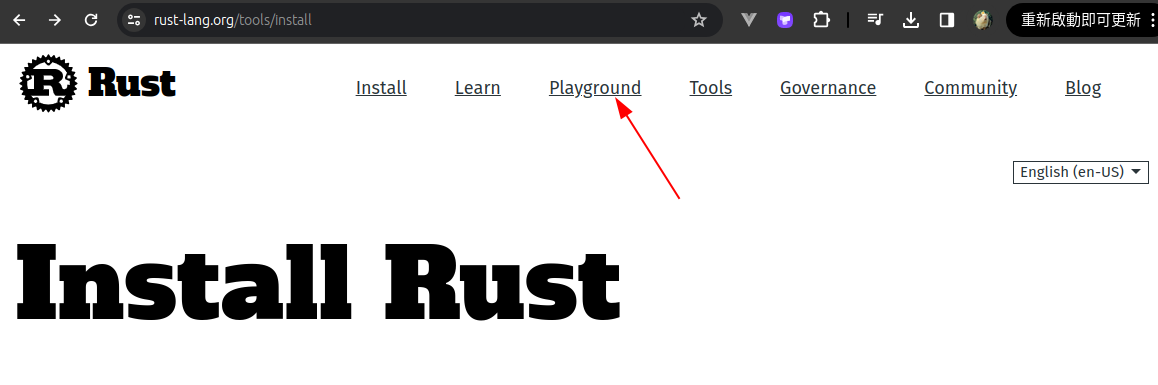 rust-lang.org/tools/install
重新啟動即可更新
Rust
Install Learn Playground Tools Governance Community Blog
English (en-US)
Install Rust